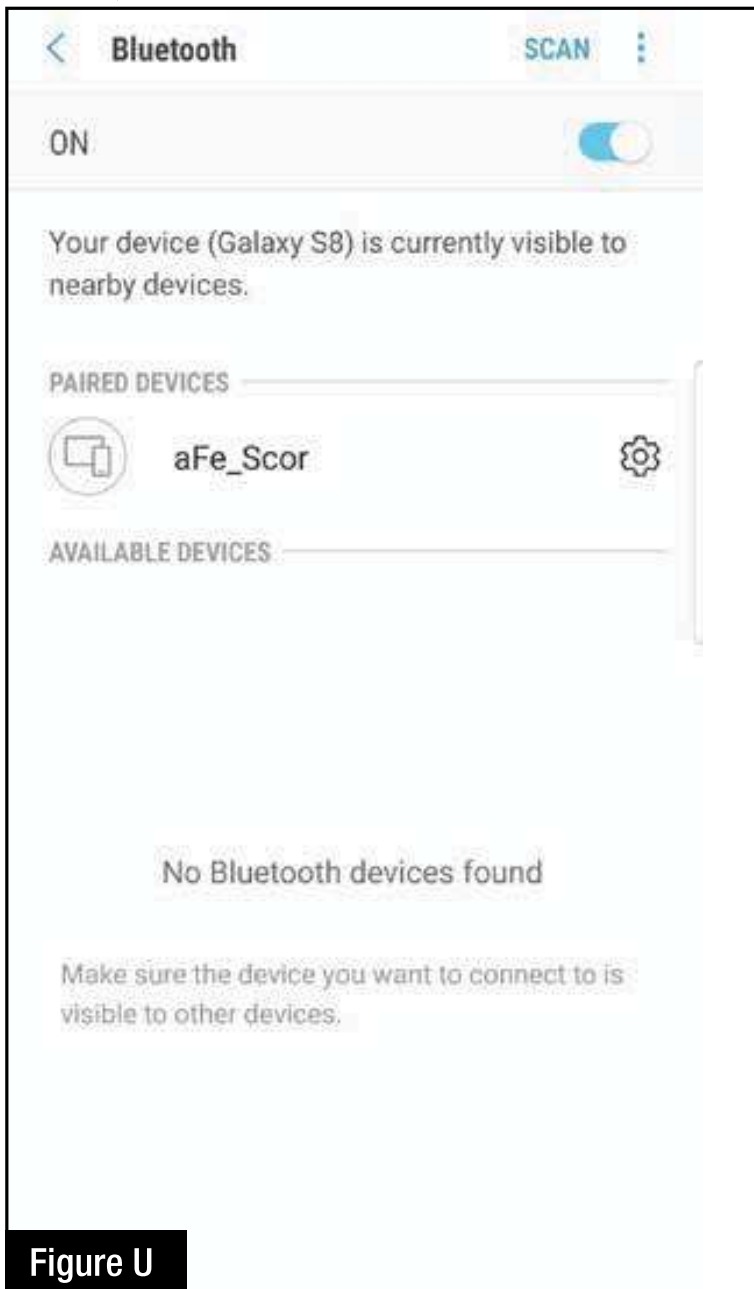 Bluetooth SCAN
ON
Your device (Galaxy S8) is currently visible to
nearby devices.
PAIRED DEVICES
aFe_Scor
AVAILABLE DEVICES
No Bluetooth devices found
Make sure the device you want to connect to is
visible to other devices.
Figure U